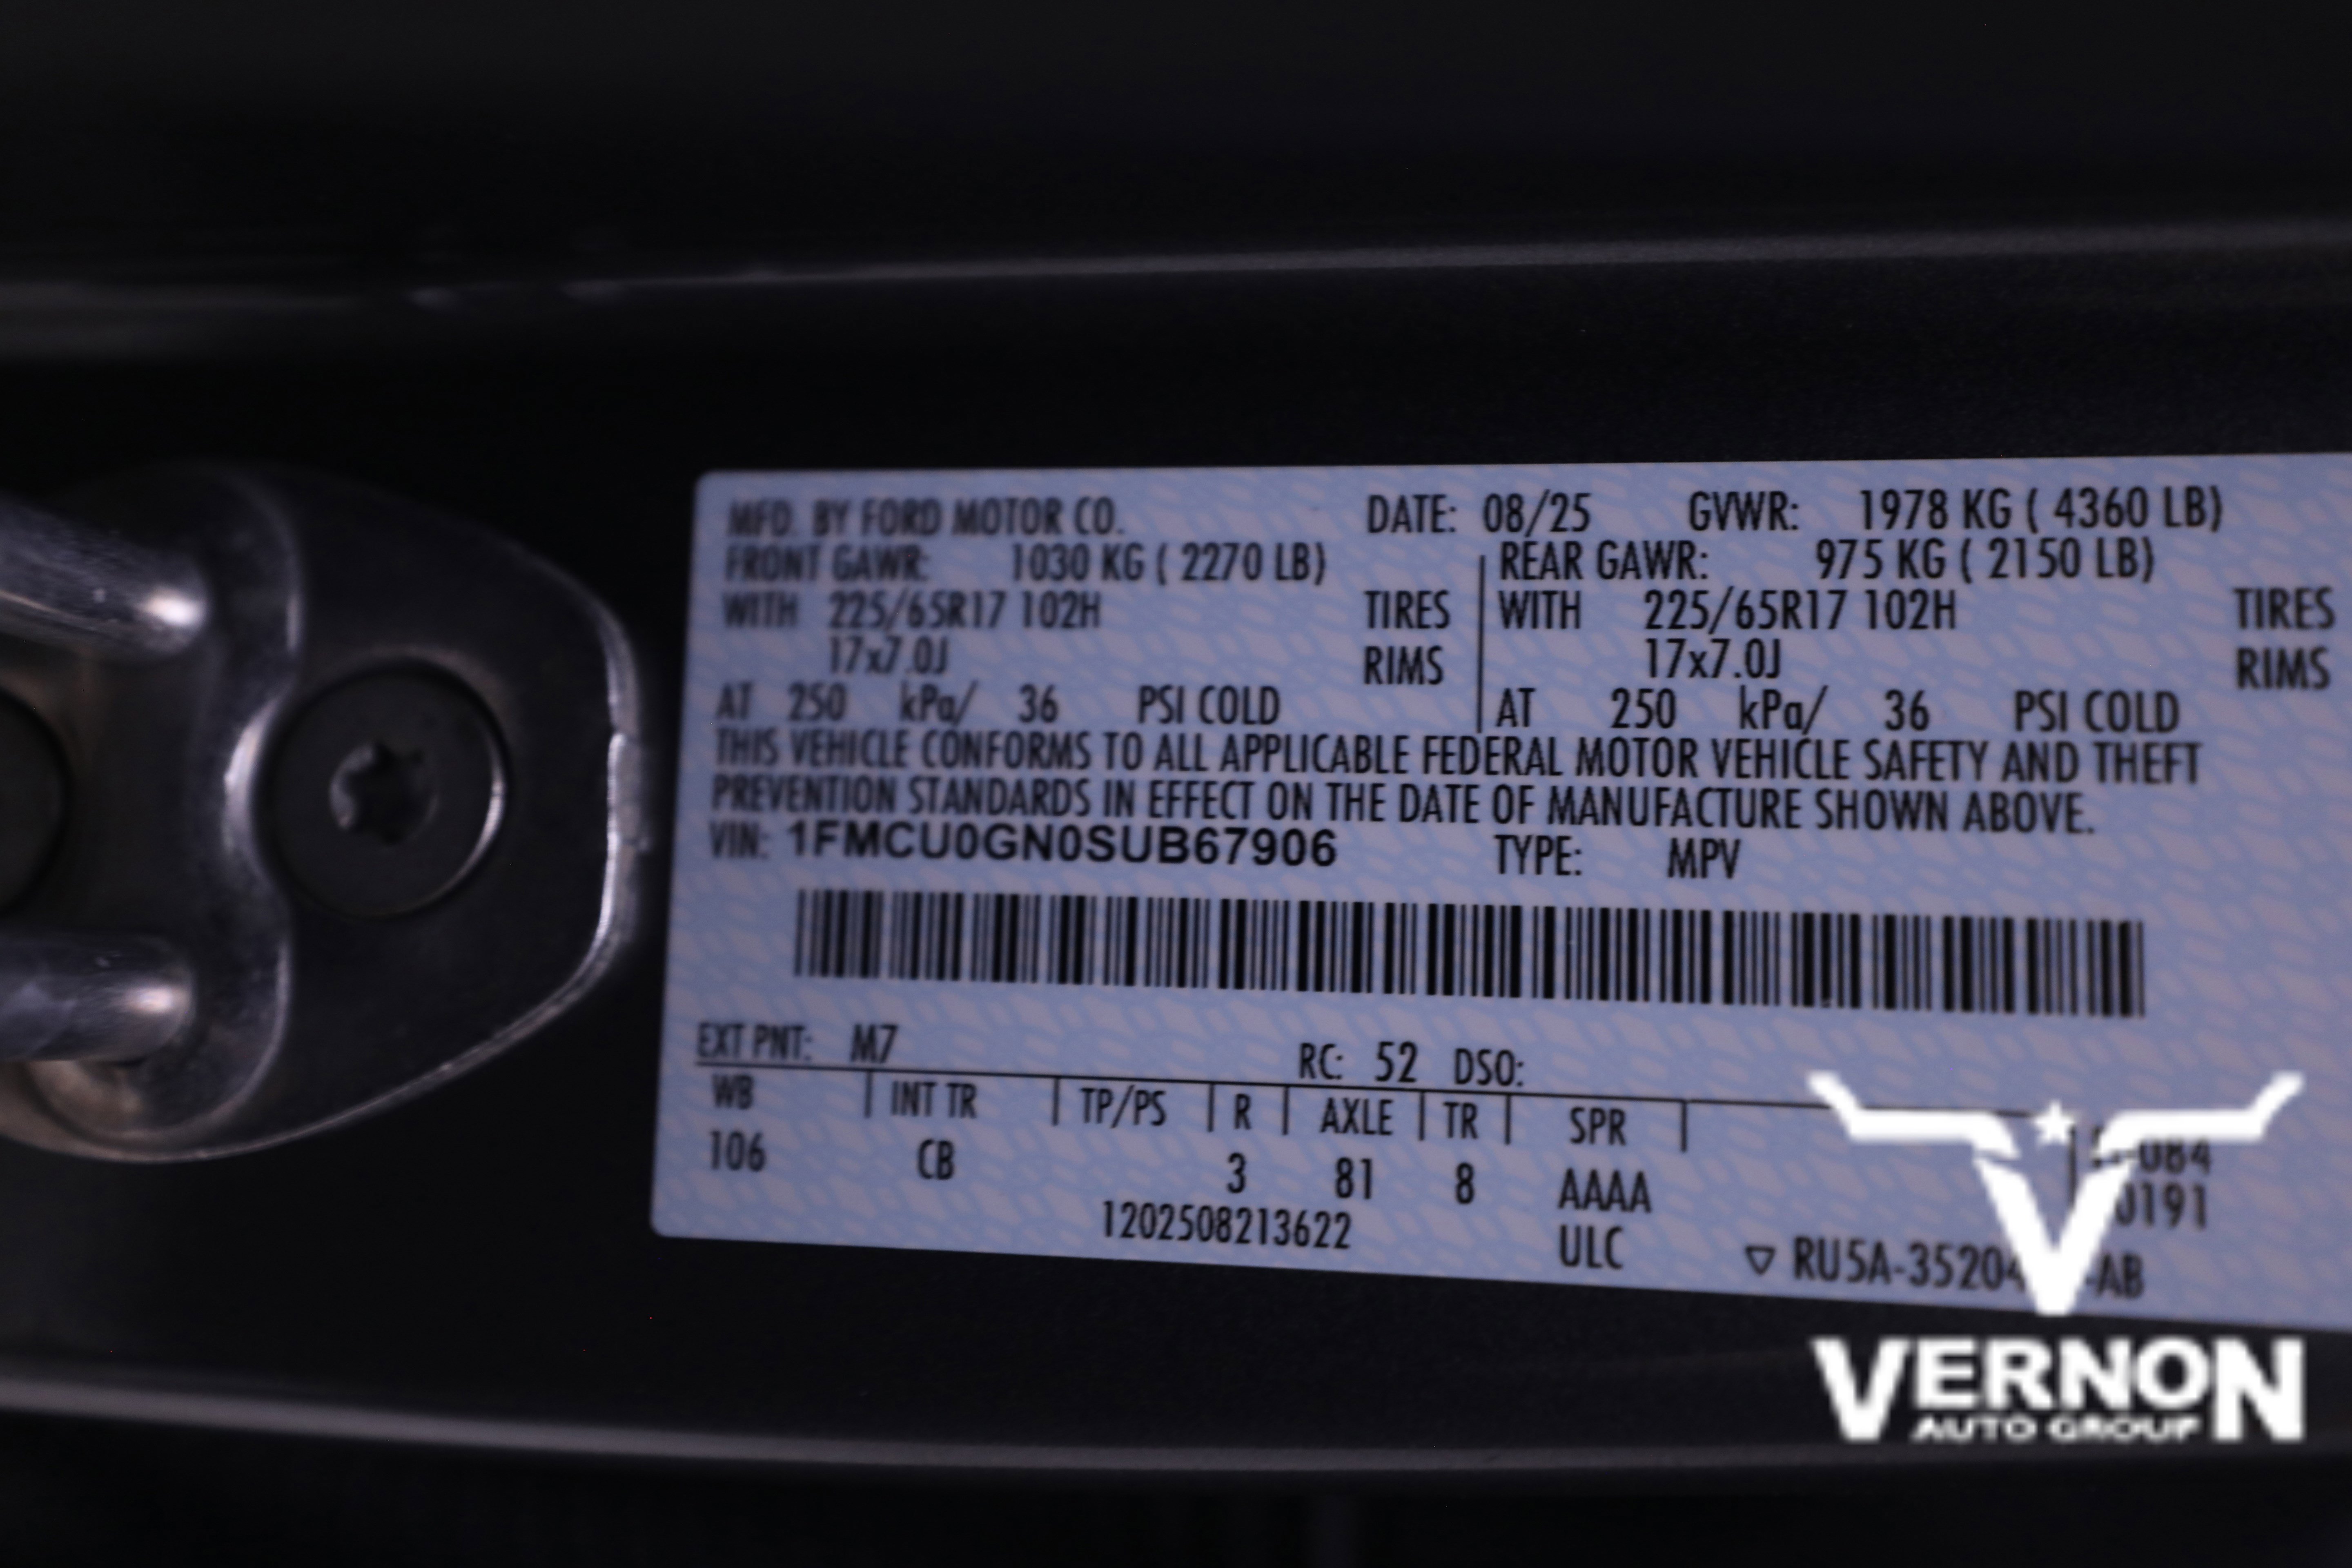 MFD. BY FORD MOTOR CO. DATE: 08/25 GVWR: 1978 KG ( 4360 LB)
FRONT GAWR: 1030 KG ( 2270 LB) REAR GAWR: 975 KG ( 2150 LB)
WITH 225/65R17 102H TIRES WITH 225/65R17 102H TIRES
17x7.0J RIMS 17x7.0J RIMS
AT 250 kPa/ 36 PSI COLD AT 250 kPa/ 36 PSI COLD
THIS VEHICLE CONFORMS TO ALL APPLICABLE FEDERAL MOTOR VEHICLE SAFETY AND THEFT
PREVENTION STANDARDS IN EFFECT ON THE DATE OF MANUFACTURE SHOWN ABOVE.
VIN: 1FMCU0GN0SUB67906 TYPE: MPV
EXT PNT: M7 RC: 52 DSO:
WB INT TR TP/PS R AXLE TR SPR
106 CB 3 81 8 AAAA
1202508213622 ULC
VERNON
AUTO GROUP